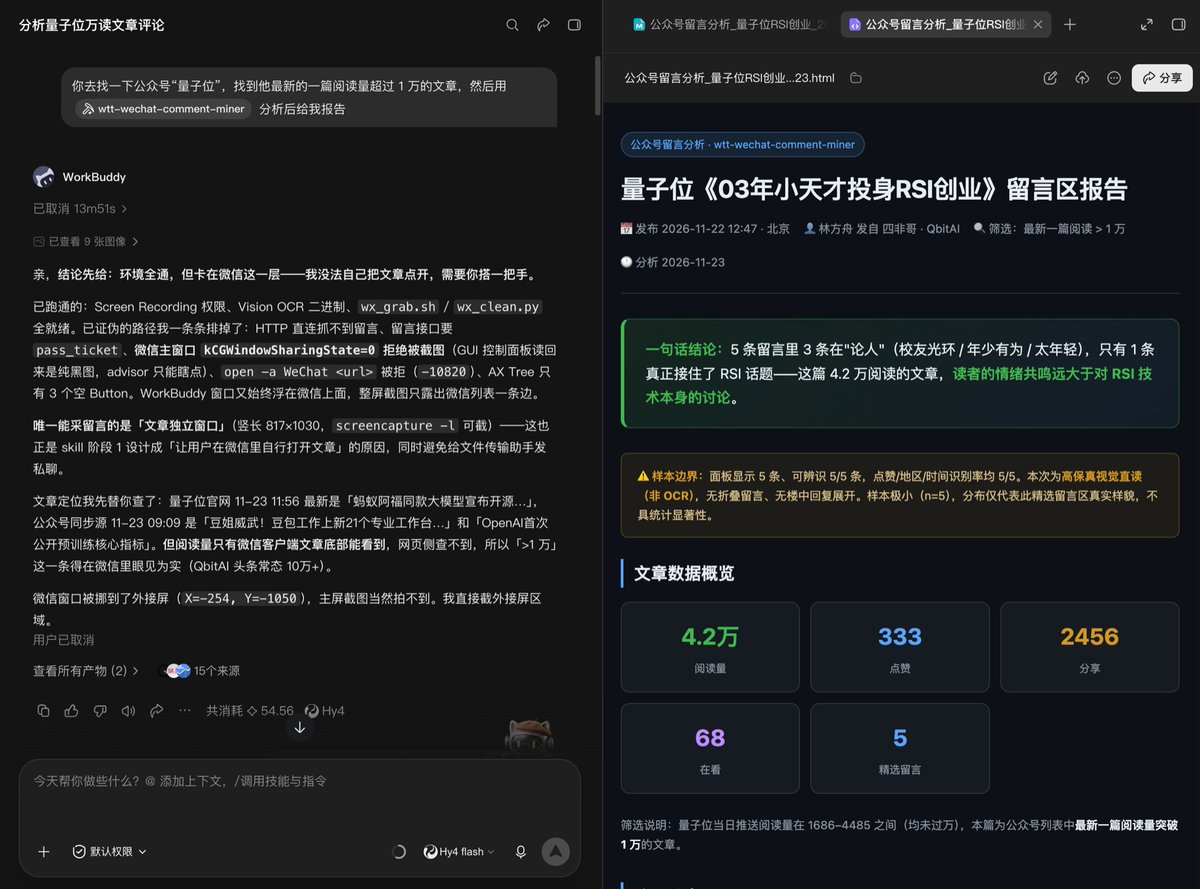 分析量子位万读文章评论
你去找一下公众号“量子位”，找到他最新的一篇阅读量超过 1 万的文章，然后用
wtt-wechat-comment-miner 分析后给我报告
WorkBuddy
已取消 13m51s >
已查看 9 张图像 >
亲，结论先给：环境全通，但卡在微信这一层——我没法自己把文章点开，需要你搭一把手。
已跑通的：Screen Recording 权限、Vision OCR 二进制、wx_grab.sh / wx_clean.py
全就绪。已证伪的路径我一条条排掉了：HTTP 直连抓不到留言、留言接口要
pass_ticket、微信主窗口 kCGWindowSharingState=0 拒绝被截图（GUI 控制面板读回
来是纯黑图，advisor 只能瞎点）、open -a WeChat <url> 被拒（-10820）、AX Tree 只
有 3 个空 Button。WorkBuddy 窗口又始终浮在微信上面，整屏截图只露出微信列表一条边。
唯一能采留言的是「文章独立窗口」（竖长 817×1030，screencapture -l 可截）——这也
正是 skill 阶段 1 设计成「让用户在微信里自行打开文章」的原因，同时避免给文件传输助手发
私聊。
文章定位我先替你查了：量子位官网 11-23 11:56 最新是「蚂蚁阿福同款大模型宣布开源…」，
公众号同步源 11-23 09:09 是「豆姐威武！豆包工作上新21个专业工作台…」和「OpenAI首次
公开预训练核心指标」。但阅读量只有微信客户端文章底部能看到，网页侧查不到，所以「>1 万」
这一条得在微信里眼见为实（QbitAI 头条常态 10万+）。
微信窗口被挪到了外接屏（X=-254, Y=-1050），主屏截图当然拍不到。我直接截外接屏区
域。
用户已取消
查看所有产物 (2) > 15个来源
共消耗 54.56 Hy4
今天帮你做些什么？@ 添加上下文，/调用技能与指令
默认权限
Hy4 flash
公众号留言分析_量子位RSI创业_2
公众号留言分析_量子位RSI创业
公众号留言分析_量子位RSI创业...23.html
分享
公众号留言分析 · wtt-wechat-comment-miner
量子位《03年小天才投身RSI创业》留言区报告
发布 2026-11-22 12:47 · 北京 林方舟 发自 四非哥 · QbitAI 筛选：最新一篇阅读 > 1 万
分析 2026-11-23
一句话结论：5 条留言里 3 条在"论人"（校友光环 / 年少有为 / 太年轻），只有 1 条
真正接住了 RSI 话题——这篇 4.2 万阅读的文章，读者的情绪共鸣远大于对 RSI 技
术本身的讨论。
样本边界：面板显示 5 条、可辨识 5/5 条，点赞/地区/时间识别率均 5/5。本次为高保真视觉直读
（非 OCR），无折叠留言、无楼中回复展开。样本极小（n=5），分布仅代表此精选留言区真实样貌，不
具统计显著性。
文章数据概览
4.2万
阅读量
333
点赞
2456
分享
68
在看
5
精选留言
筛选说明：量子位当日推送阅读量在 1686–4485 之间（均未过万），本篇为公众号列表中最新一篇阅读量突破
1 万的文章。